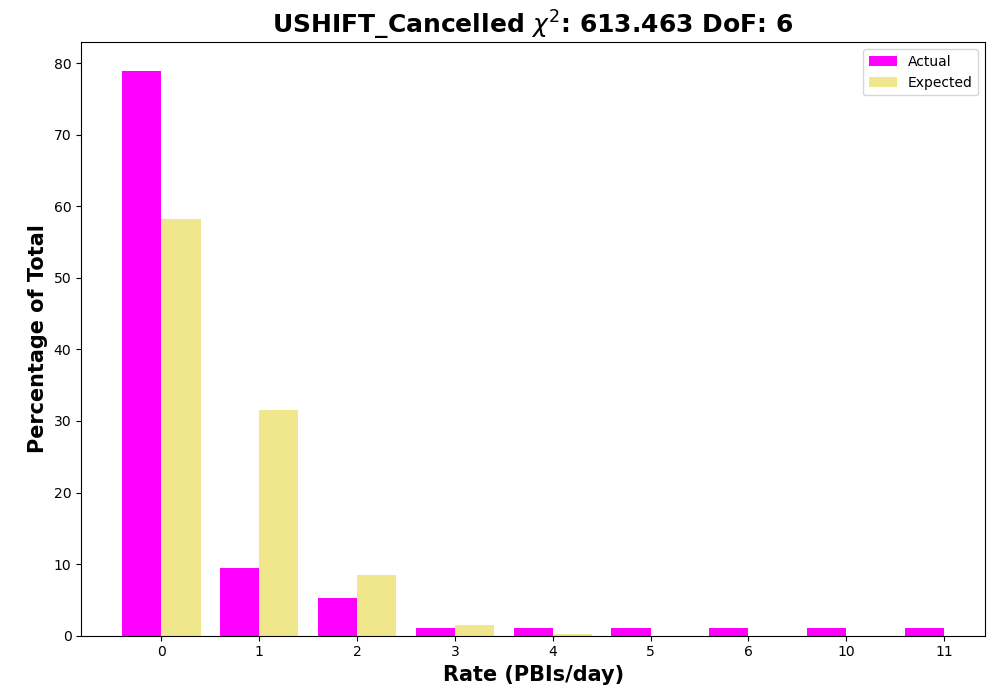 USHIFT_Cancelled χ²: 613.463 DoF: 6
Actual
Expected
Percentage of Total
80
70
60
50
40
30
20
10
0
0 1 2 3 4 5 6 10 11
Rate (PBIs/day)